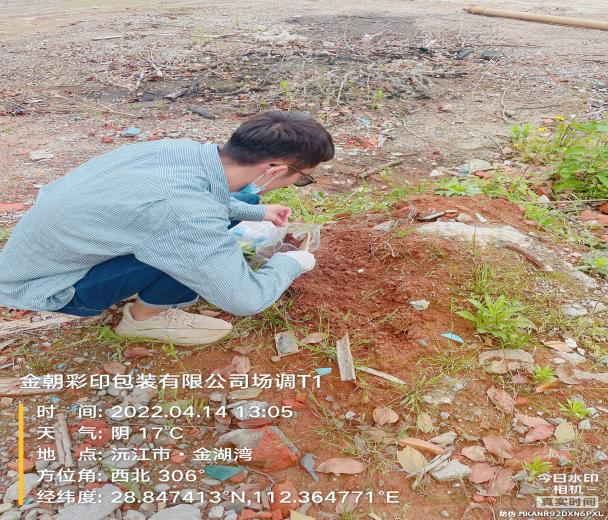 金朝彩印包装有限公司场调T1
时 间: 2022.04.14 13:05
天 气: 阴 17℃
地 点: 沅江市·金湖湾
方位角: 西北 306°
经纬度: 28.847413°N,112.364771°E
今日水印
相机
真实时间
防伪 MKANR92DXN6PXL